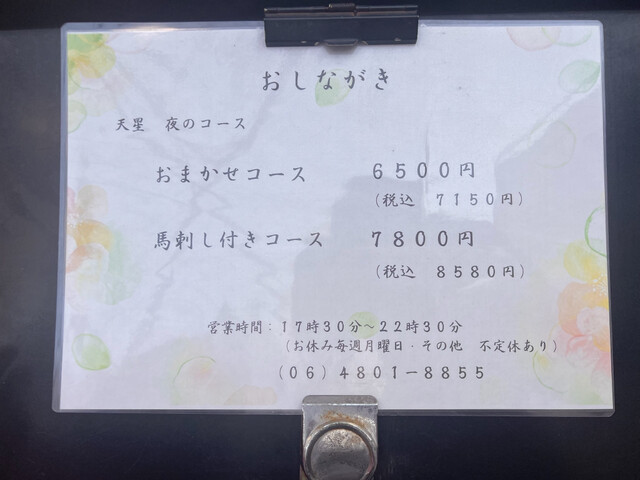 おしながき
天星　夜のコース
おまかせコース　６５００円
（税込　７１５０円）
馬刺し付きコース　７８００円
（税込　８５８０円）
営業時間：１７時３０分～２２時３０分
（お休み毎週月曜日・その他　不定休あり）
（０６）４８０１－８８５５